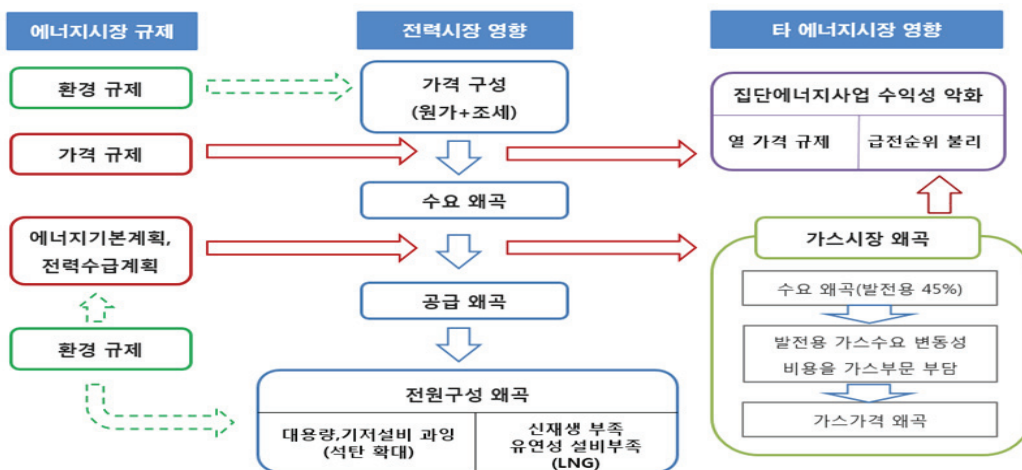 에너지시장 규제
전력시장 영향
타 에너지시장 영향
환경 규제
가격 구성
(원가+조세)
집단에너지사업 수익성 악화
열 가격 규제
급전순위 불리
가격 규제
수요 왜곡
에너지기본계획,
전력수급계획
가스시장 왜곡
수요 왜곡(발전용 45%)
공급 왜곡
발전용 가스수요 변동성
비용을 가스부문 부담
환경 규제
가스가격 왜곡
전원구성 왜곡
대용량,기저설비 과잉
(석탄 확대)
신재생 부족
유연성 설비부족
(LNG)